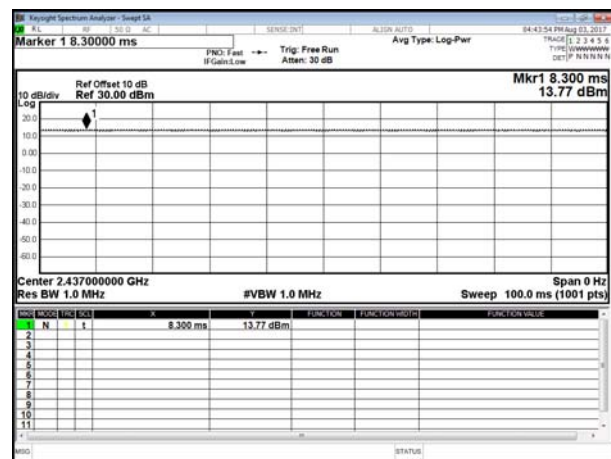 Keysight Spectrum Analyzer - Swept SA
RL RF 50 Ω AC SENSE:INT ALIGN AUTO 04:43:54 PM Aug 03, 2017
Marker 1 8.30000 ms
PNO: Fast Trig: Free Run
IFGain:Low Atten: 30 dB
Avg Type: Log-Pwr
TRACE 1 2 3 4 5 6
TYPE WWWWWW
DET P N N N N N
Ref Offset 10 dB
10 dB/div Ref 30.00 dBm
Mkr1 8.300 ms
13.77 dBm
Log
20.0
1
10.0
0.00
-10.0
-20.0
-30.0
-40.0
-50.0
-60.0
Center 2.437000000 GHz Span 0 Hz
Res BW 1.0 MHz #VBW 1.0 MHz Sweep 100.0 ms (1001 pts)
MKR MODE TRC SCL X Y FUNCTION FUNCTION WIDTH FUNCTION VALUE
1 N 1 t 8.300 ms 13.77 dBm
2
3
4
5
6
7
8
9
10
11
MSG STATUS